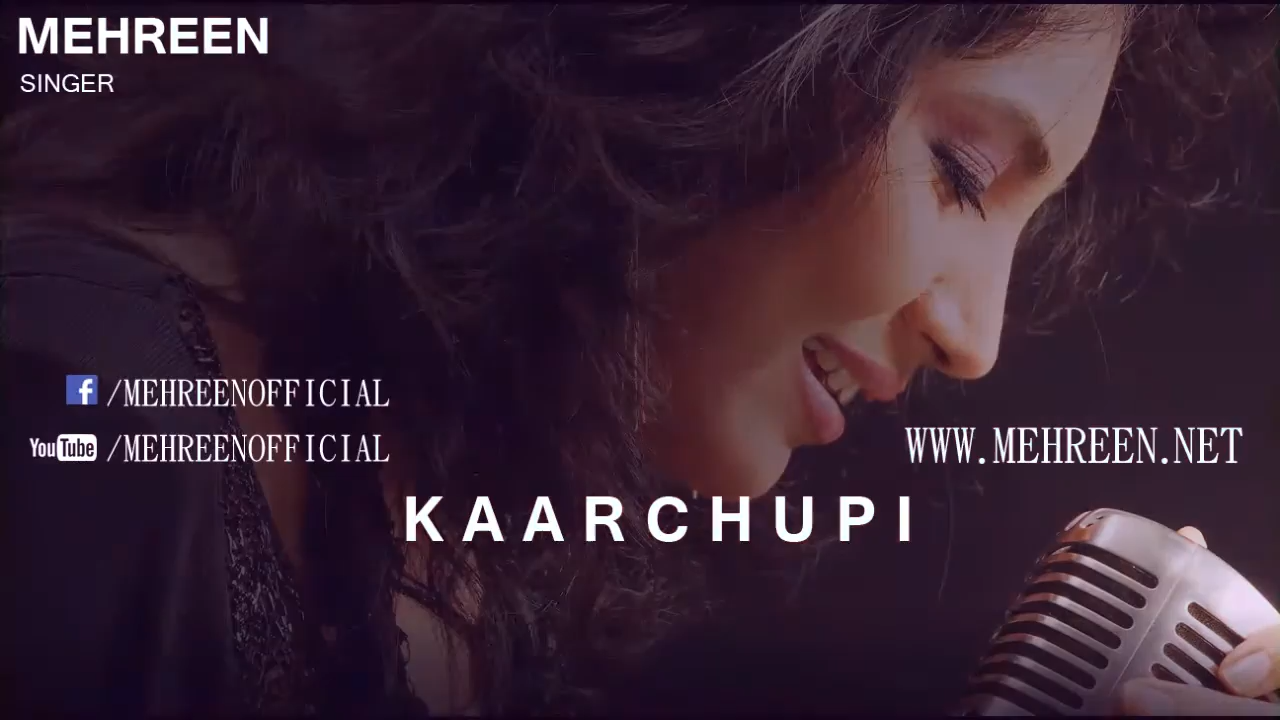 MEHREEN
SINGER
f /MEHREENOFFICIAL
YouTube /MEHREENOFFICIAL
WWW.MEHREEN.NET
KAARCHUPI